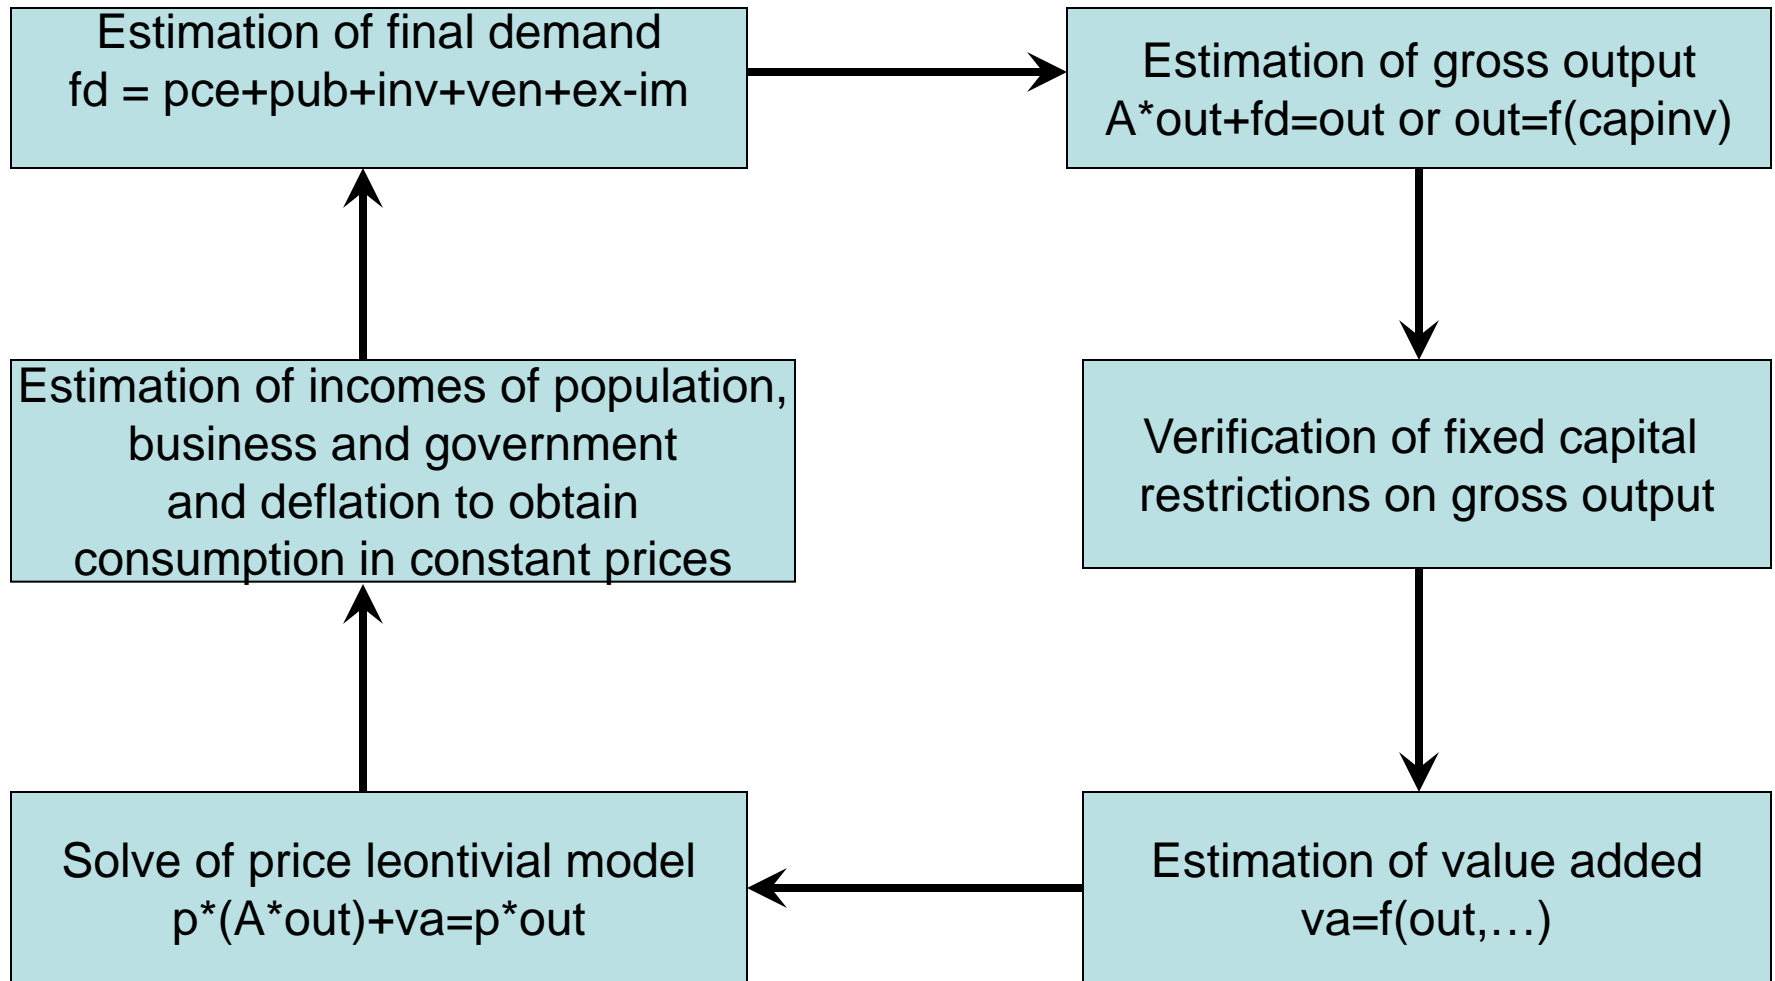 Estimation of final demand
fd = pce+pub+inv+ven+ex-im
Estimation of gross output
A*out+fd=out or out=f(capinv)
Verification of fixed capital
restrictions on gross output
Estimation of value added
va=f(out,…)
Solve of price leontivial model
p*(A*out)+va=p*out
Estimation of incomes of population,
business and government
and deflation to obtain
consumption in constant prices